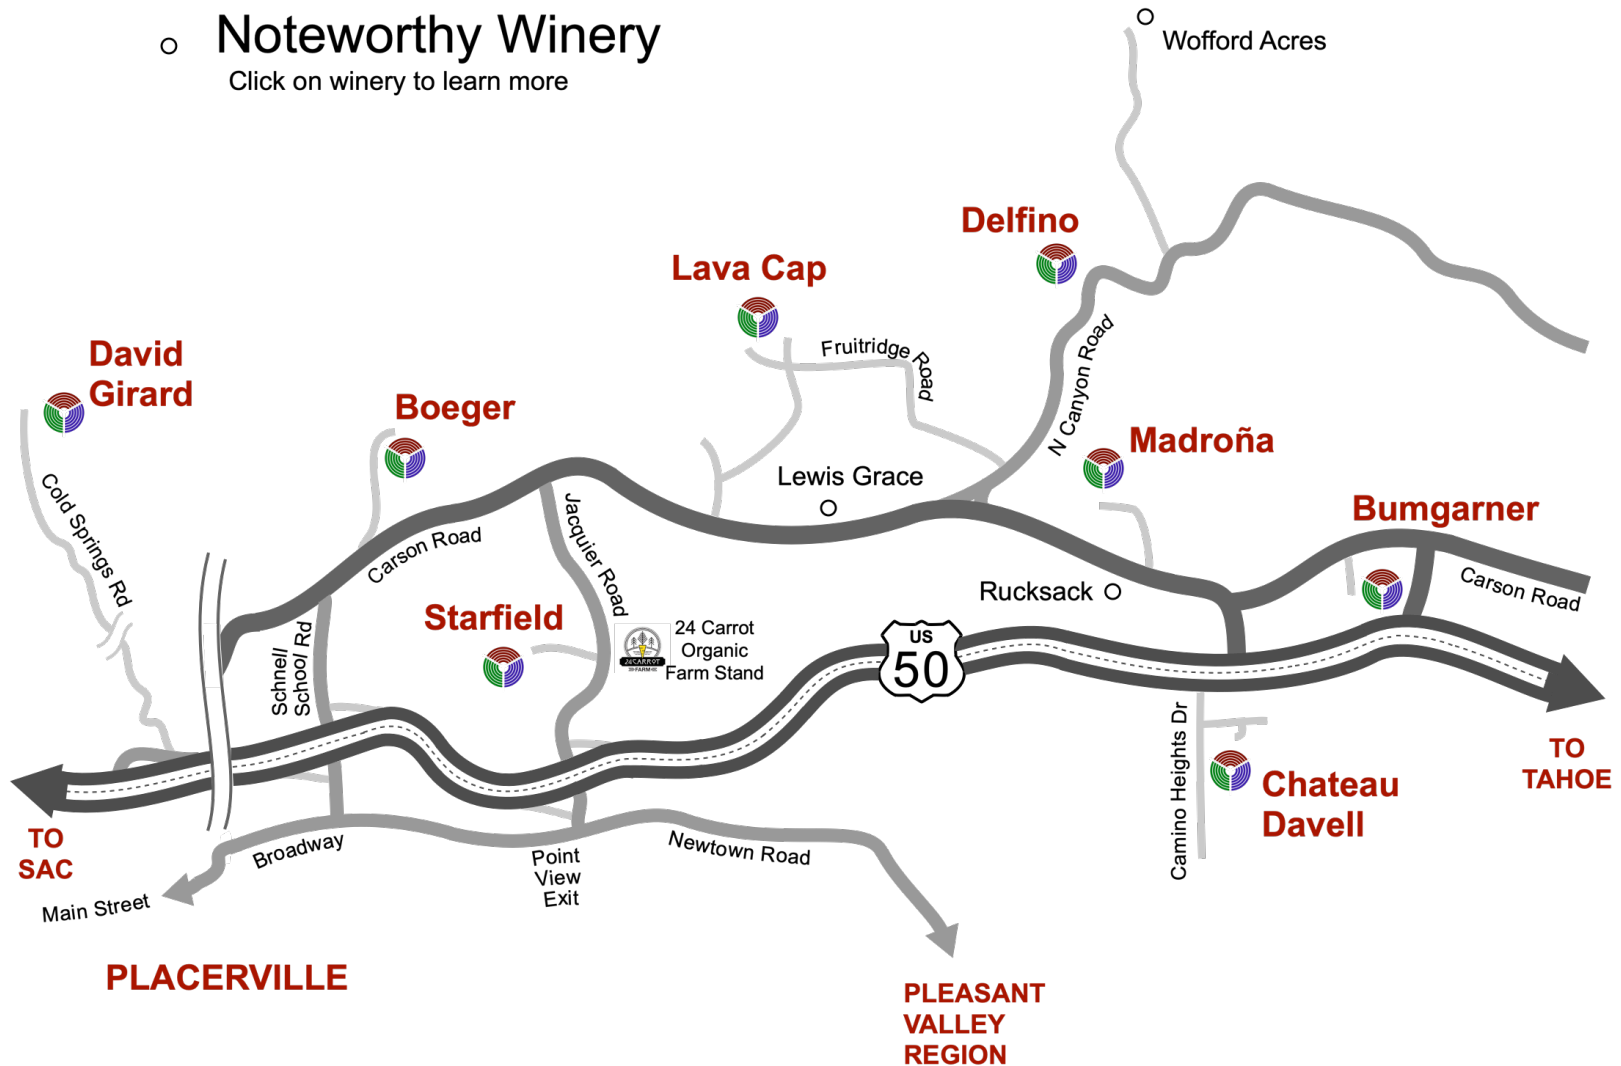 Noteworthy Winery
Click on winery to learn more
Wofford Acres
Delfino
Lava Cap
David
Girard
Fruitridge Road
N Canyon Road
Boeger
Madroña
Lewis Grace
Cold Springs Rd
Jacquier Road
Bumgarner
Carson Road
Carson Road
Rucksack
Starfield
Schnell
School Rd
24 Carrot
Organic
Farm Stand
24CARROT
US
50
Camino Heights Dr
TO
TAHOE
Chateau
Davell
TO
SAC
Broadway
Newtown Road
Point
View
Exit
Main Street
PLACERVILLE
PLEASANT
VALLEY
REGION